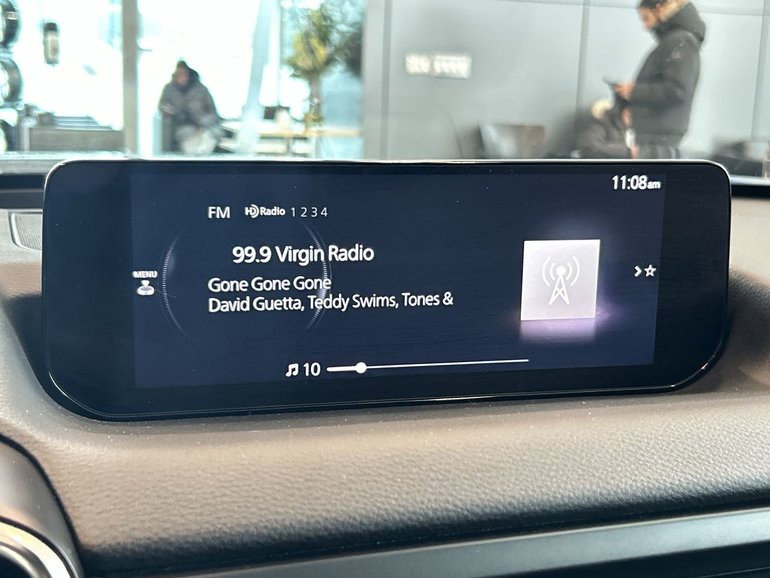 11:08am
FM HD Radio 1 2 3 4
99.9 Virgin Radio
MENU
Gone Gone Gone
David Guetta, Teddy Swims, Tones &
10